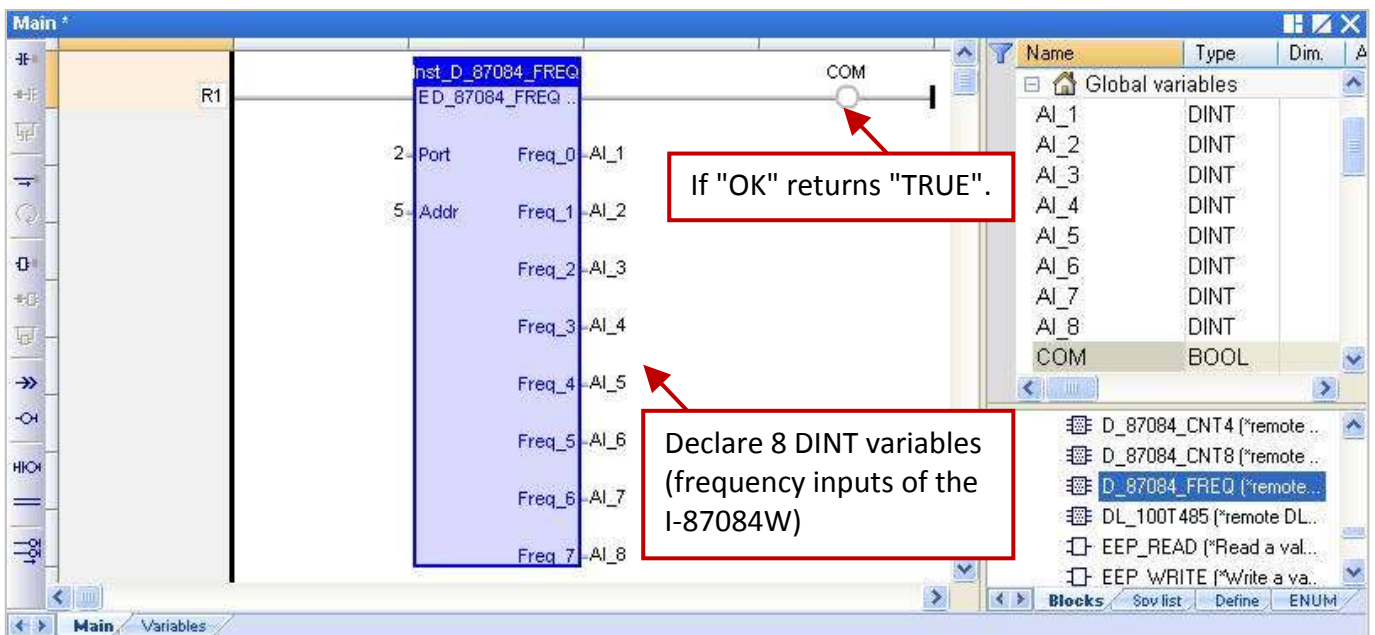 Main *
R1
nst_D_87084_FREQ
E D_87084_FREQ ..
COM
2
Port
Freq_0
AI_1
5
Addr
Freq_1
AI_2
Freq_2
AI_3
Freq_3
AI_4
Freq_4
AI_5
Freq_5
AI_6
Freq_6
AI_7
Freq_7
AI_8
If "OK" returns "TRUE".
Declare 8 DINT variables
(frequency inputs of the
I-87084W)
Main
Variables
Name
Type
Dim.
A
Global variables
AI_1
DINT
AI_2
DINT
AI_3
DINT
AI_4
DINT
AI_5
DINT
AI_6
DINT
AI_7
DINT
AI_8
DINT
COM
BOOL
D_87084_CNT4 (*remote ..
D_87084_CNT8 (*remote ..
D_87084_FREQ (*remote...
DL_100T485 (*remote DL..
EEP_READ (*Read a val...
EEP_WRITE (*Write a va..
Blocks
Spy list
Define
ENUM